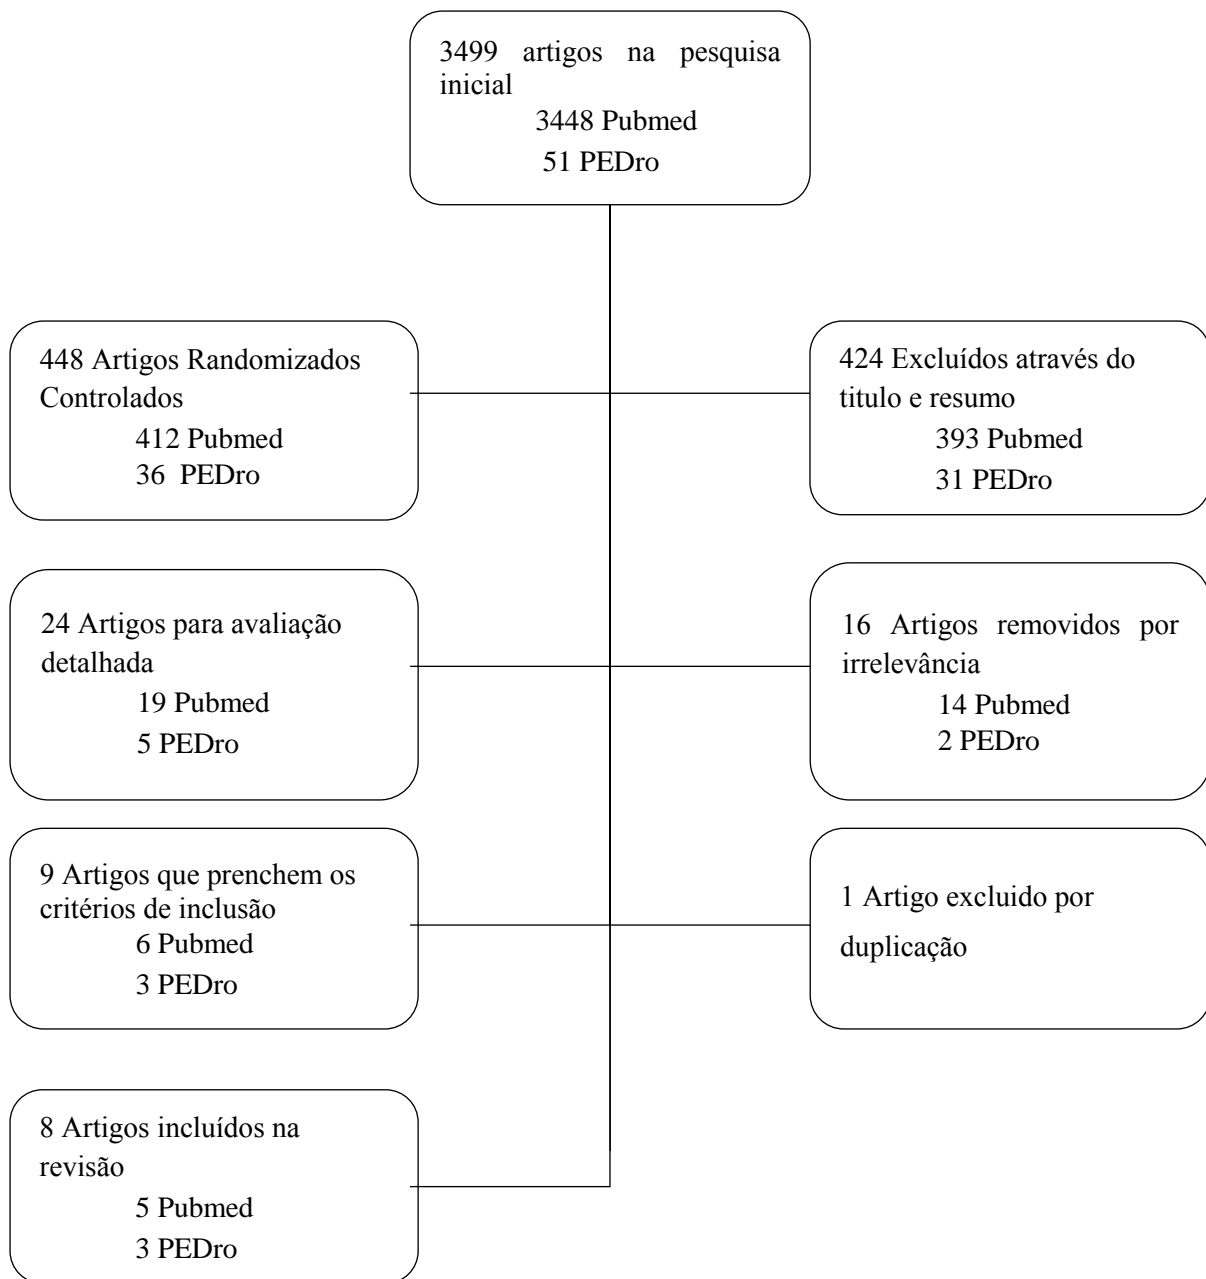 3499 artigos na pesquisa
inicial
3448 Pubmed
51 PEDro
448 Artigos Randomizados
Controlados
412 Pubmed
36 PEDro
424 Excluídos através do
titulo e resumo
393 Pubmed
31 PEDro
24 Artigos para avaliação
detalhada
19 Pubmed
5 PEDro
16 Artigos removidos por
irrelevância
14 Pubmed
2 PEDro
9 Artigos que prenchem os
critérios de inclusão
6 Pubmed
3 PEDro
1 Artigo excluido por
duplicação
8 Artigos incluídos na
revisão
5 Pubmed
3 PEDro